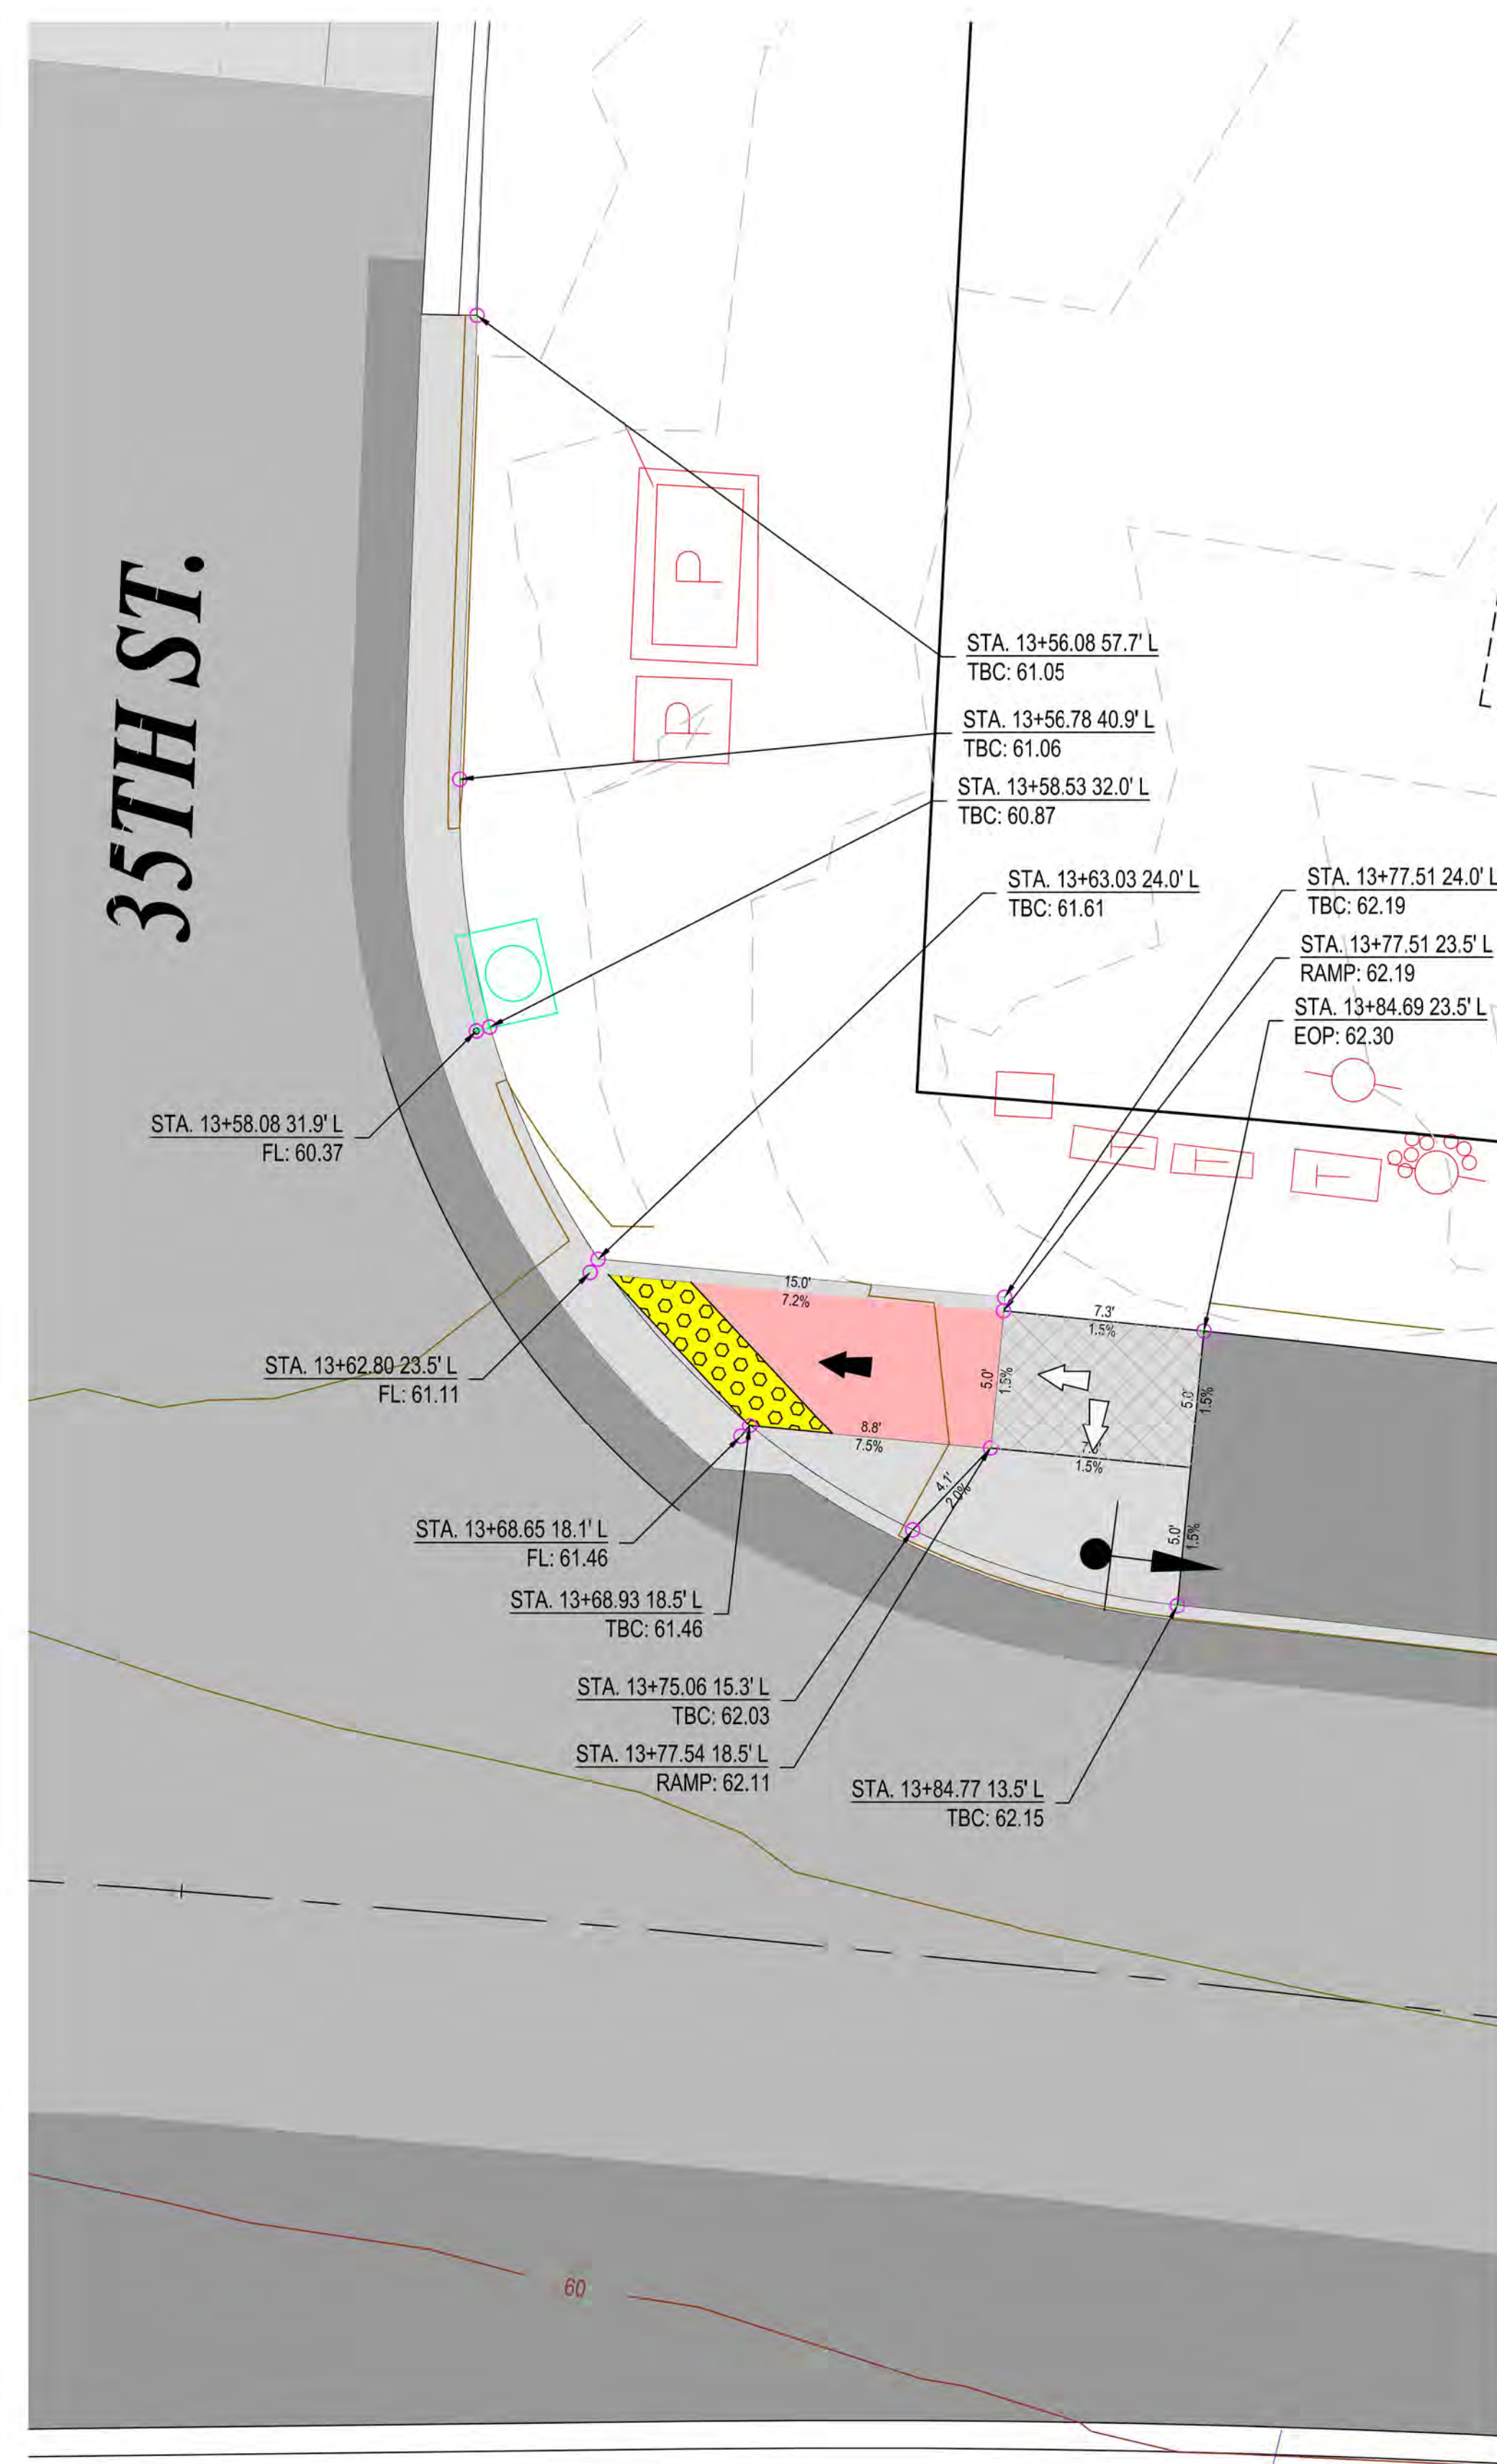 35TH ST.
P
P
STA. 13+56.08 57.7' L
TBC: 61.05
STA. 13+56.78 40.9' L
TBC: 61.06
STA. 13+58.53 32.0' L
TBC: 60.87
STA. 13+63.03 24.0' L
TBC: 61.61
STA. 13+77.51 24.0' L
TBC: 62.19
STA. 13+77.51 23.5' L
RAMP: 62.19
STA. 13+84.69 23.5' L
EOP: 62.30
STA. 13+58.08 31.9' L
FL: 60.37
T
T
T
15.0'
7.2%
7.3'
1.5%
STA. 13+62.80 23.5' L
FL: 61.11
5.0'
1.5%
5.0'
1.5%
8.8'
7.5%
1.5%
4.1'
2.0%
5.0'
1.5%
STA. 13+68.65 18.1' L
FL: 61.46
STA. 13+68.93 18.5' L
TBC: 61.46
STA. 13+75.06 15.3' L
TBC: 62.03
STA. 13+77.54 18.5' L
RAMP: 62.11
STA. 13+84.77 13.5' L
TBC: 62.15
60